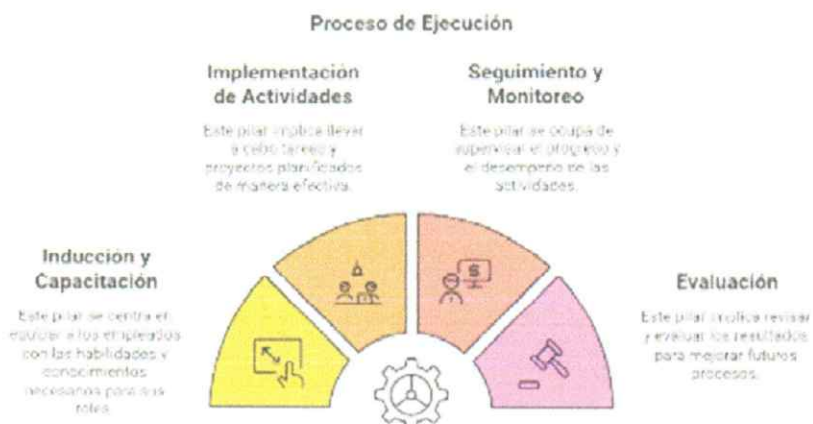 Proceso de Ejecución
Implementación
de Actividades
Este pilar implica llevar
a cabo tareas y
proyectos planificados
de manera efectiva.
Seguimiento y
Monitoreo
Este pilar se ocupa de
supervisar el progreso y
el desempeño de las
actividades.
Inducción y
Capacitación
Este pilar se centra en
equipar a los empleados
con las habilidades y
conocimientos
necesarios para sus
roles.
Evaluación
Este pilar implica revisar
y evaluar los resultados
para mejorar futuros
procesos.